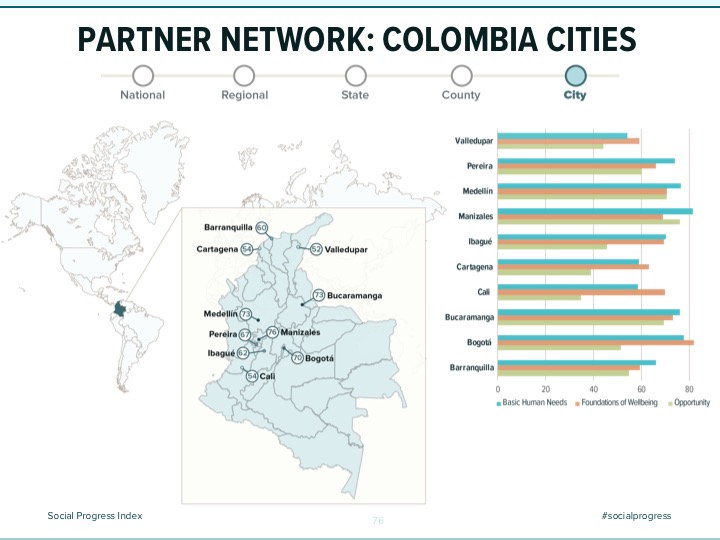 PARTNER NETWORK: COLOMBIA CITIES
National Regional State County City
Barranquilla 60
Cartagena 54
52 Valledupar
73 Bucaramanga
Medellín 73
Pereira 67
76 Manizales
Ibagué 62
70 Bogotá
54 Cali
Valledupar
Pereira
Medellín
Manizales
Ibagué
Cartagena
Cali
Bucaramanga
Bogotá
Barranquilla
0 20 40 60 80
Basic Human Needs Foundations of Wellbeing Opportunity
Social Progress Index
76
#socialprogress